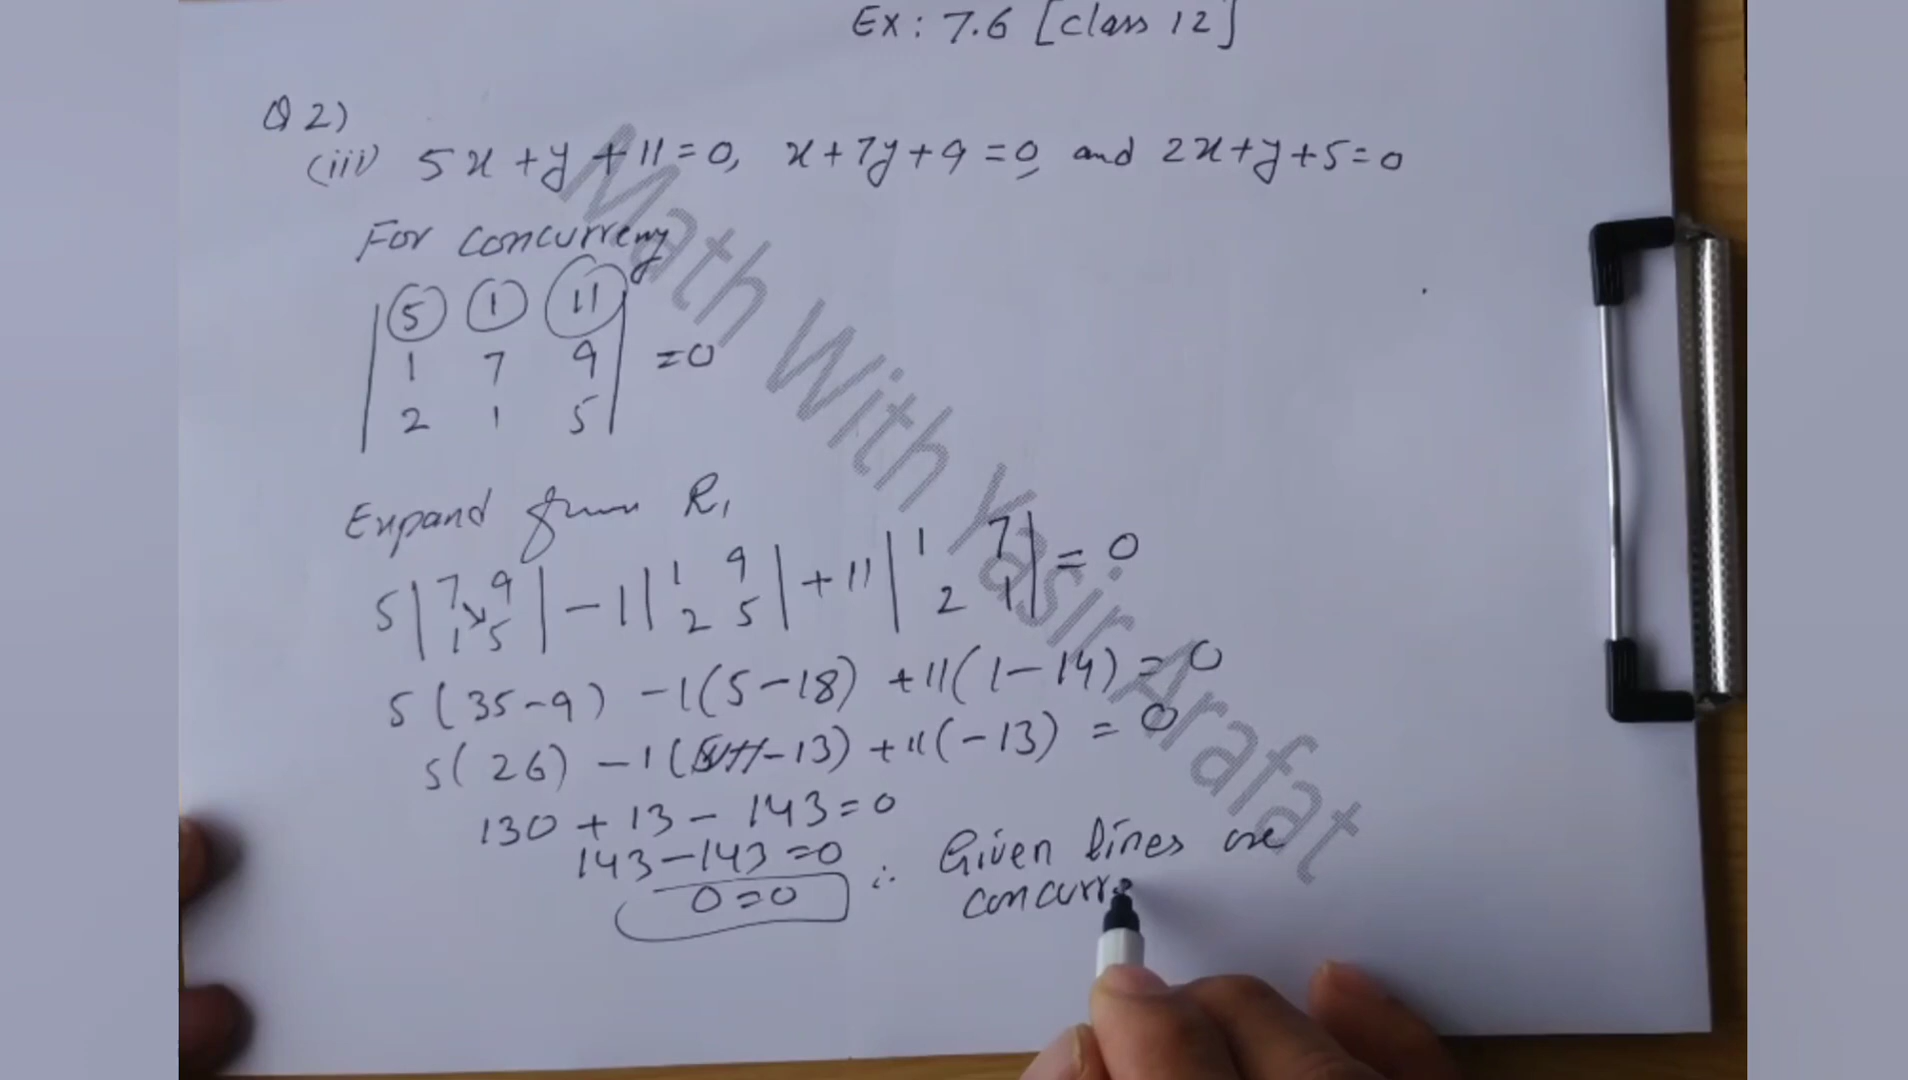 Ex: 7.6 [Class 12]
Q 2)
(iii) 5x + y + 11 = 0, x + 7y + 9 = 0, and 2x + y + 5 = 0
For concurrency
| 5 1 11 |
| 1 7 9 | = 0
| 2 1 5 |
Expand from R1
5 | 7 9 | - 1 | 1 9 | + 11 | 1 7 | = 0
| 1 5 | | 2 5 | | 2 1 |
5 (35 - 9) - 1 (5 - 18) + 11 (1 - 14) = 0
5 (26) - 1 (-13) + 11 (-13) = 0
130 + 13 - 143 = 0
143 - 143 = 0
0 = 0
∴ Given lines are
concurre
Math With Yasir Arafat